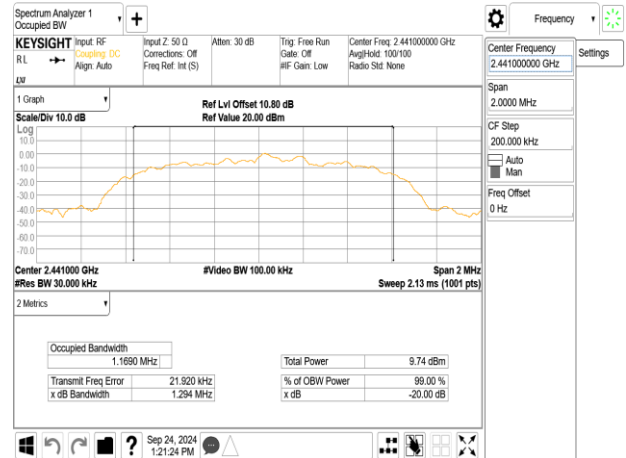 Spectrum Analyzer 1
Occupied BW
Frequency
KEYSIGHT
R L
LXI
Input: RF
Coupling: DC
Align: Auto
Input Z: 50 Ω
Corrections: Off
Freq Ref: Int (S)
Atten: 30 dB
Trig: Free Run
Gate: Off
#IF Gain: Low
Center Freq: 2.441000000 GHz
Avg|Hold: 100/100
Radio Std: None
Center Frequency
2.441000000 GHz
Settings
Span
2.0000 MHz
CF Step
200.000 kHz
Auto
Man
Freq Offset
0 Hz
1 Graph
Scale/Div 10.0 dB
Ref Lvl Offset 10.80 dB
Ref Value 20.00 dBm
Log
10.0
0.00
-10.0
-20.0
-30.0
-40.0
-50.0
-60.0
-70.0
Center 2.441000 GHz
#Res BW 30.000 kHz
#Video BW 100.00 kHz
Span 2 MHz
Sweep 2.13 ms (1001 pts)
2 Metrics
Occupied Bandwidth
1.1690 MHz
Transmit Freq Error 21.920 kHz
x dB Bandwidth 1.294 MHz
Total Power 9.74 dBm
% of OBW Power 99.00 %
x dB -20.00 dB
?
Sep 24, 2024
1:21:24 PM